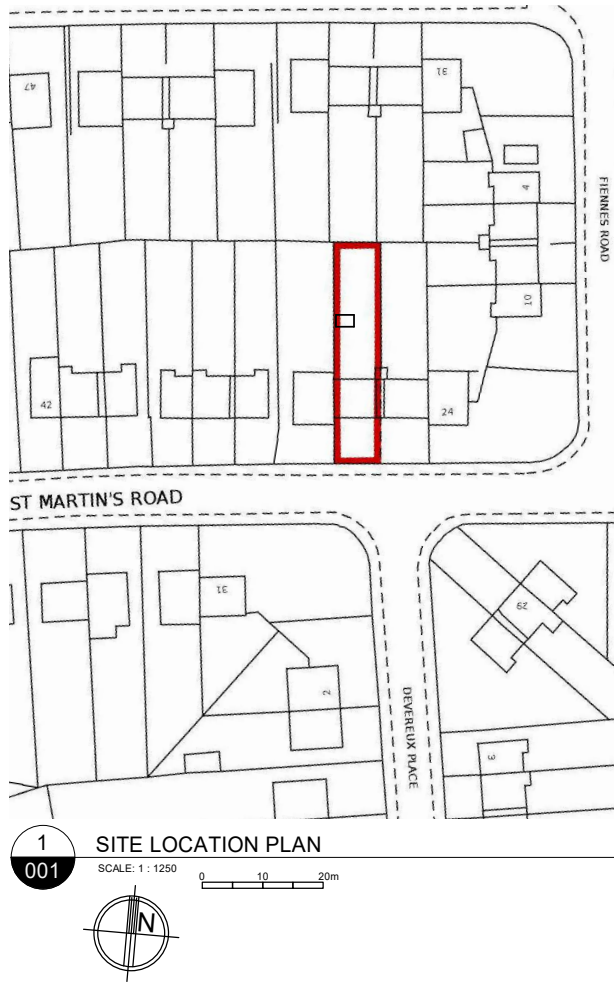 47
31
4
FIENNES ROAD
10
42
24
ST MARTIN'S ROAD
31
29
2
DEVEREUX PLACE
3
1
001
SITE LOCATION PLAN
SCALE: 1 : 1250
0 10 20m
N